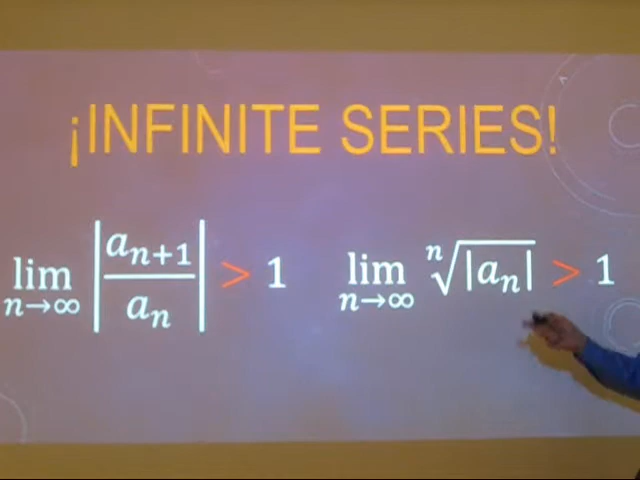 ¡INFINITE SERIES!
lim n→∞ |a_{n+1}/a_n| > 1
lim n→∞ ⁿ√|a_n| > 1